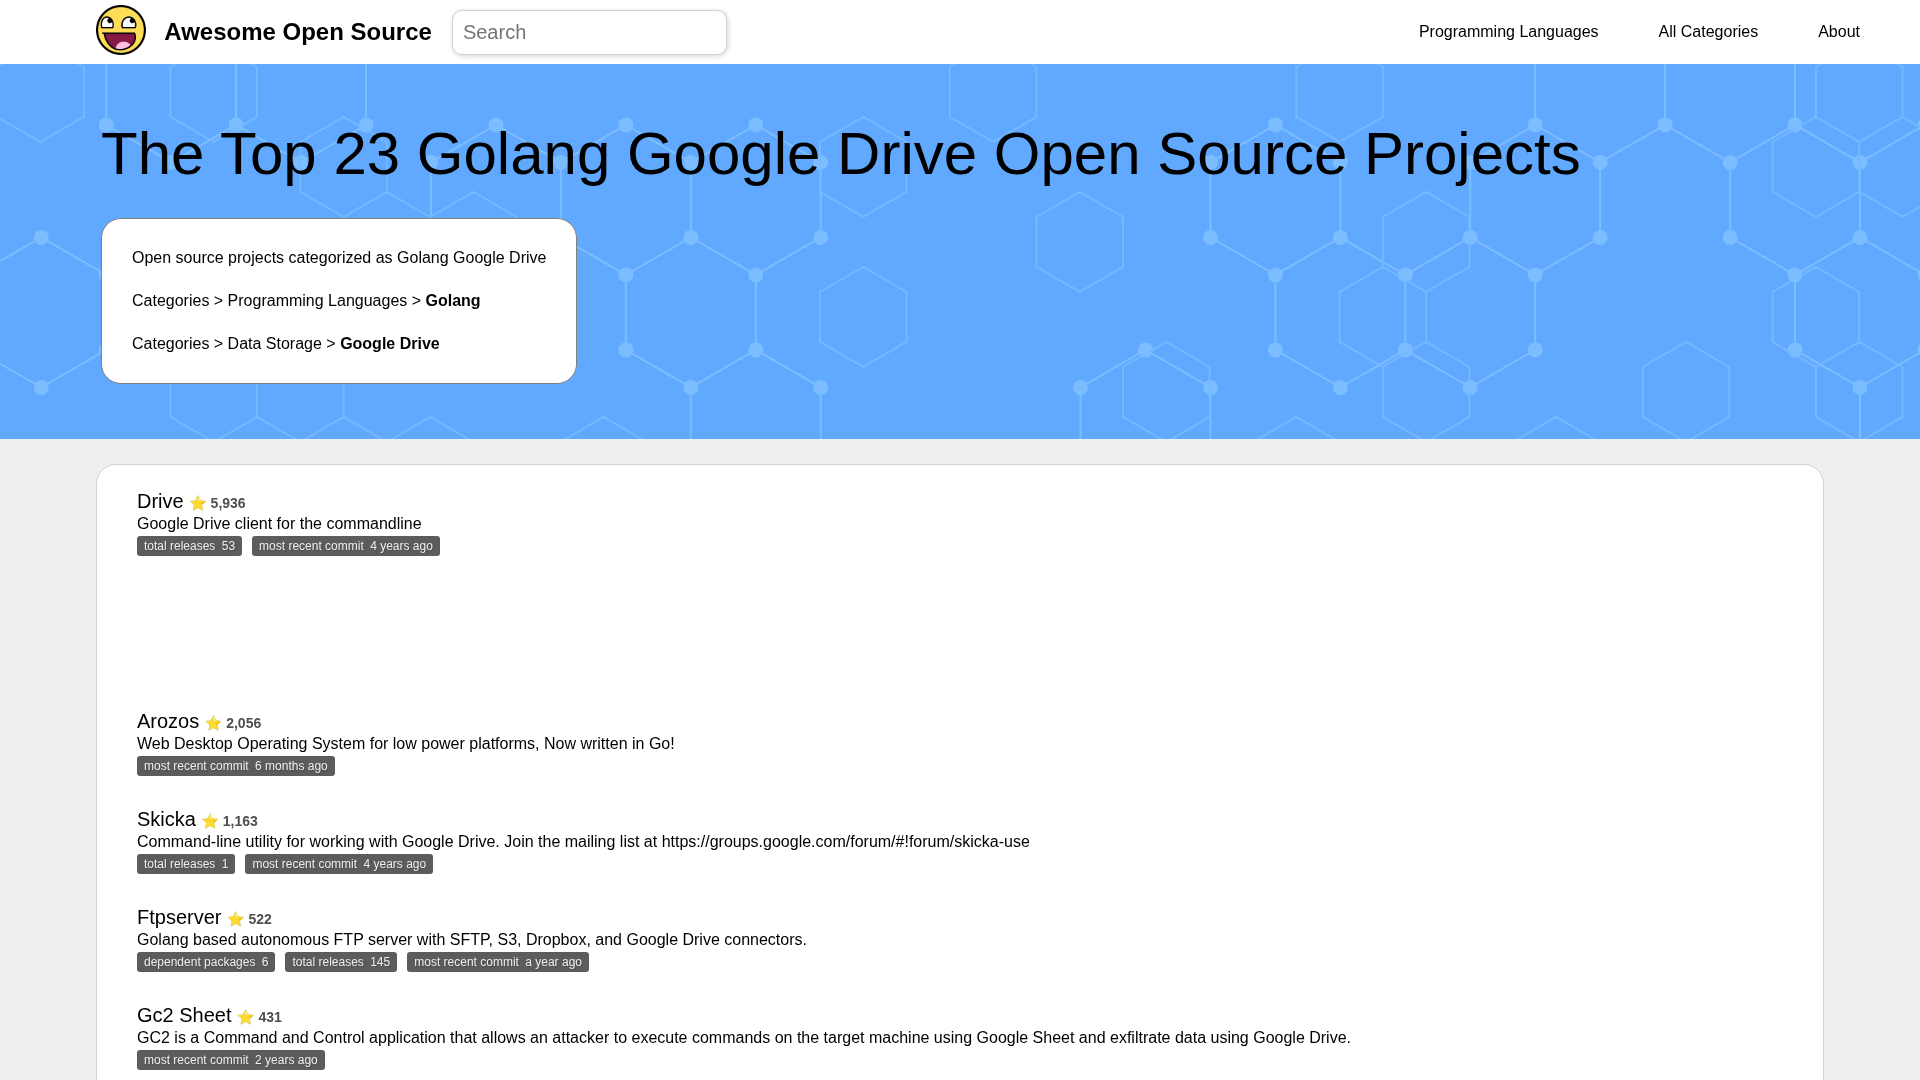 Awesome Open Source
Search
Programming Languages
All Categories
About
The Top 23 Golang Google Drive Open Source Projects
Open source projects categorized as Golang Google Drive
Categories > Programming Languages > Golang
Categories > Data Storage > Google Drive
Drive ⭐ 5,936
Google Drive client for the commandline
total releases 53 most recent commit 4 years ago
Arozos ⭐ 2,056
Web Desktop Operating System for low power platforms, Now written in Go!
most recent commit 6 months ago
Skicka ⭐ 1,163
Command-line utility for working with Google Drive. Join the mailing list at https://groups.google.com/forum/#!forum/skicka-use
total releases 1 most recent commit 4 years ago
Ftpserver ⭐ 522
Golang based autonomous FTP server with SFTP, S3, Dropbox, and Google Drive connectors.
dependent packages 6 total releases 145 most recent commit a year ago
Gc2 Sheet ⭐ 431
GC2 is a Command and Control application that allows an attacker to execute commands on the target machine using Google Sheet and exfiltrate data using Google Drive.
most recent commit 2 years ago